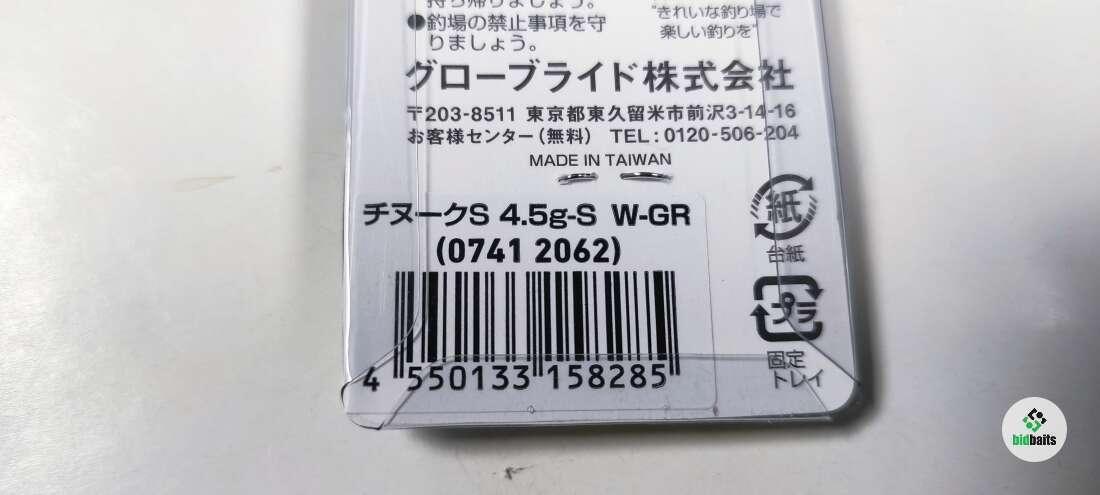 持ち帰りましょう。
●釣場の禁止事項を守
りましょう。
"きれいな釣り場で
楽しい釣りを"
グローブライド株式会社
〒203-8511 東京都東久留米市前沢3-14-16
お客様センター(無料) TEL:0120-506-204
MADE IN TAIWAN
チヌークS 4.5g-S W-GR
(0741 2062)
4 550133 158285
紙
台紙
プラ
固定
トレイ
bidbaits